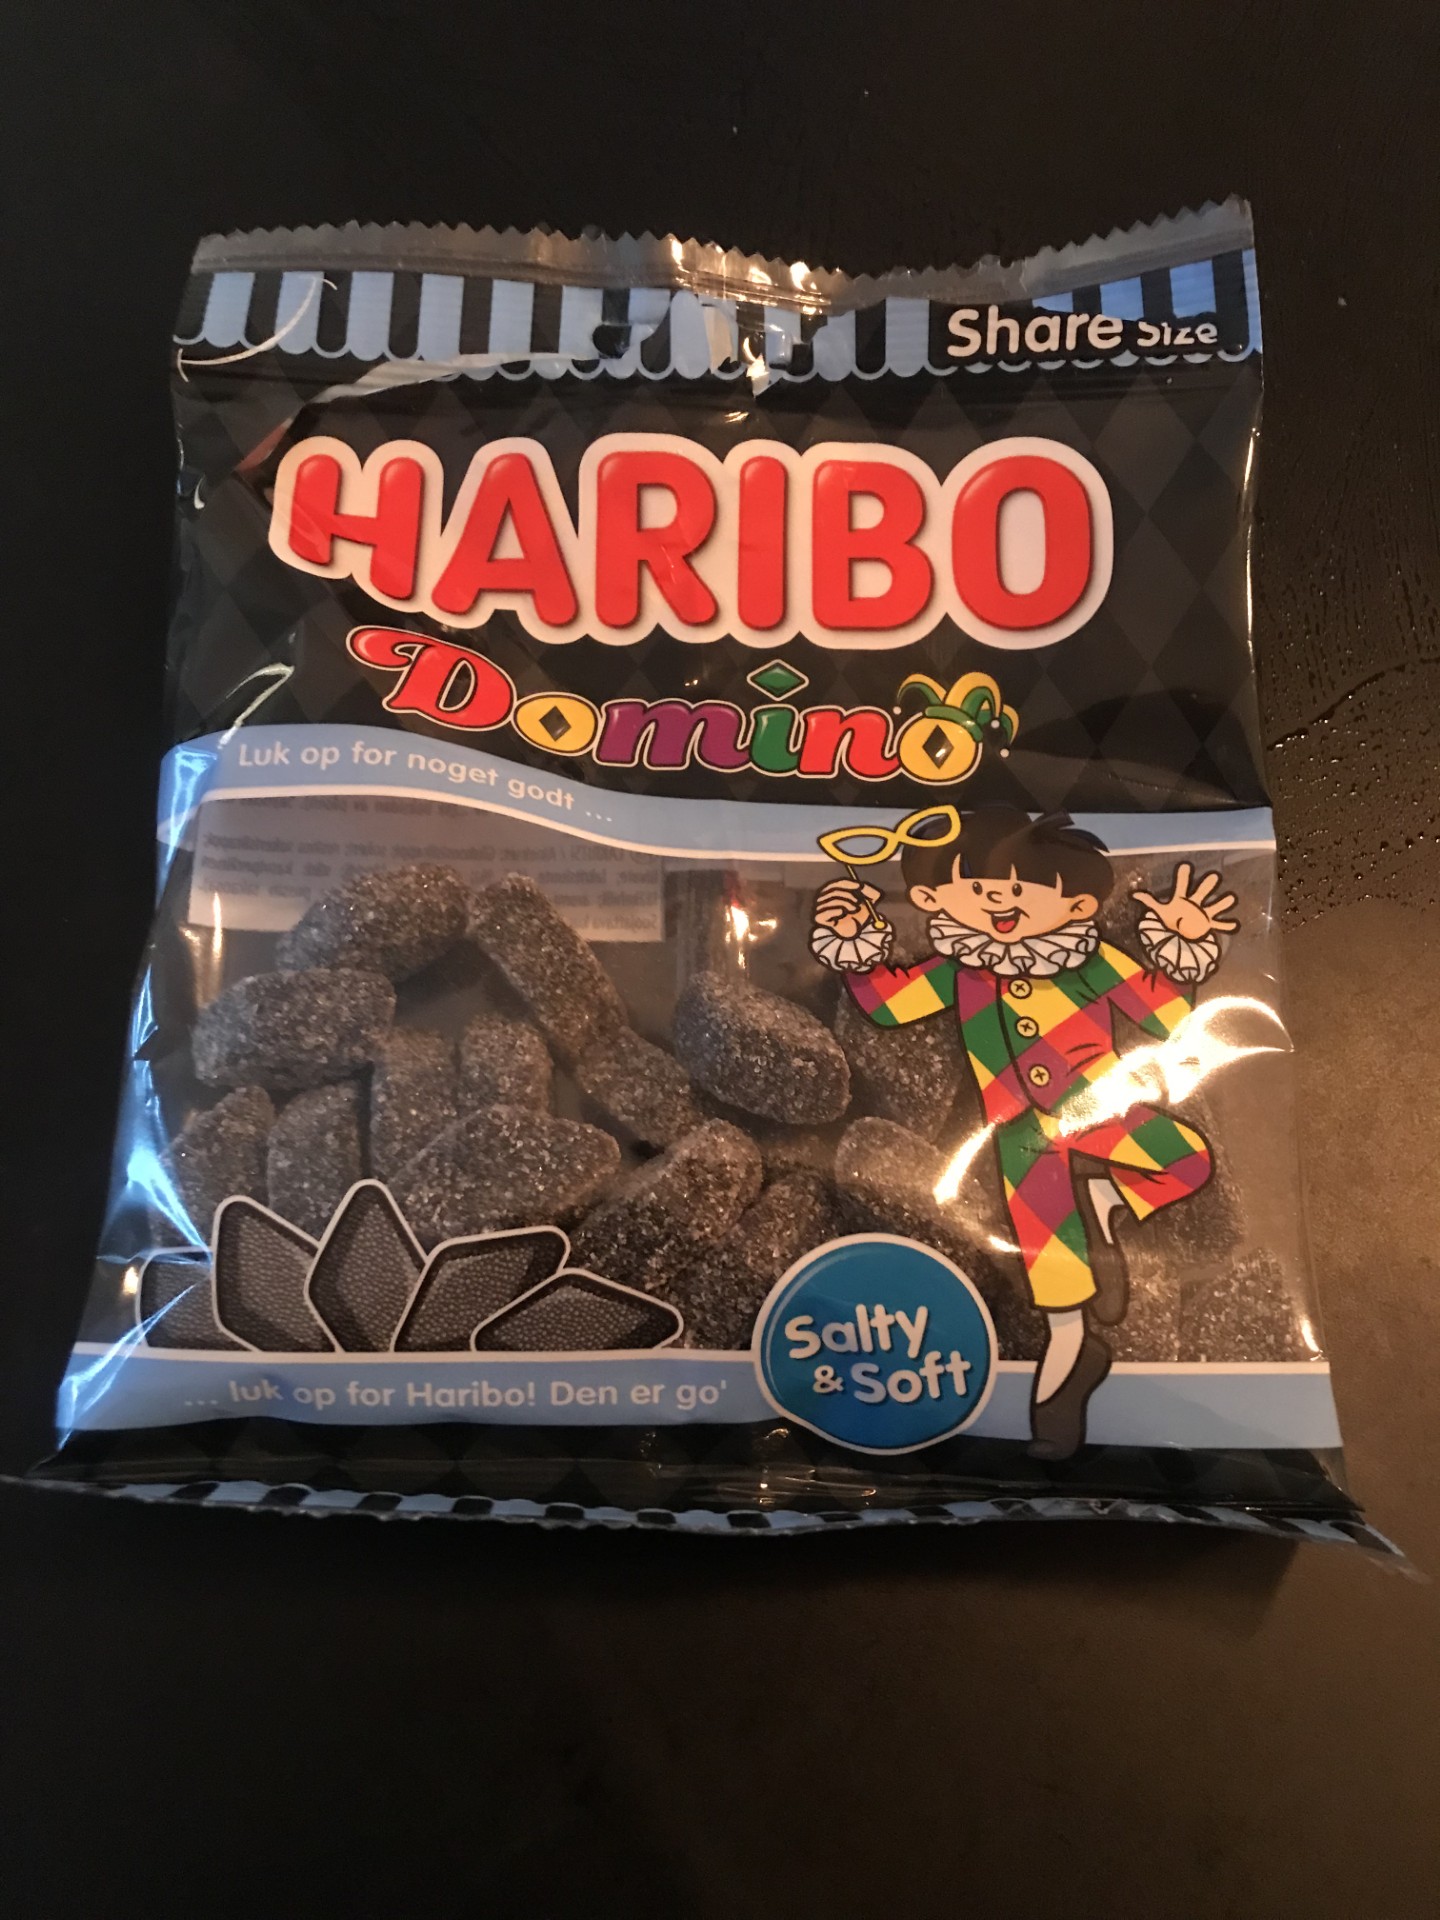 Share Size
HARIBO
Domino
Luk op for noget godt ...
Salty
& Soft
... luk op for Haribo! Den er go'